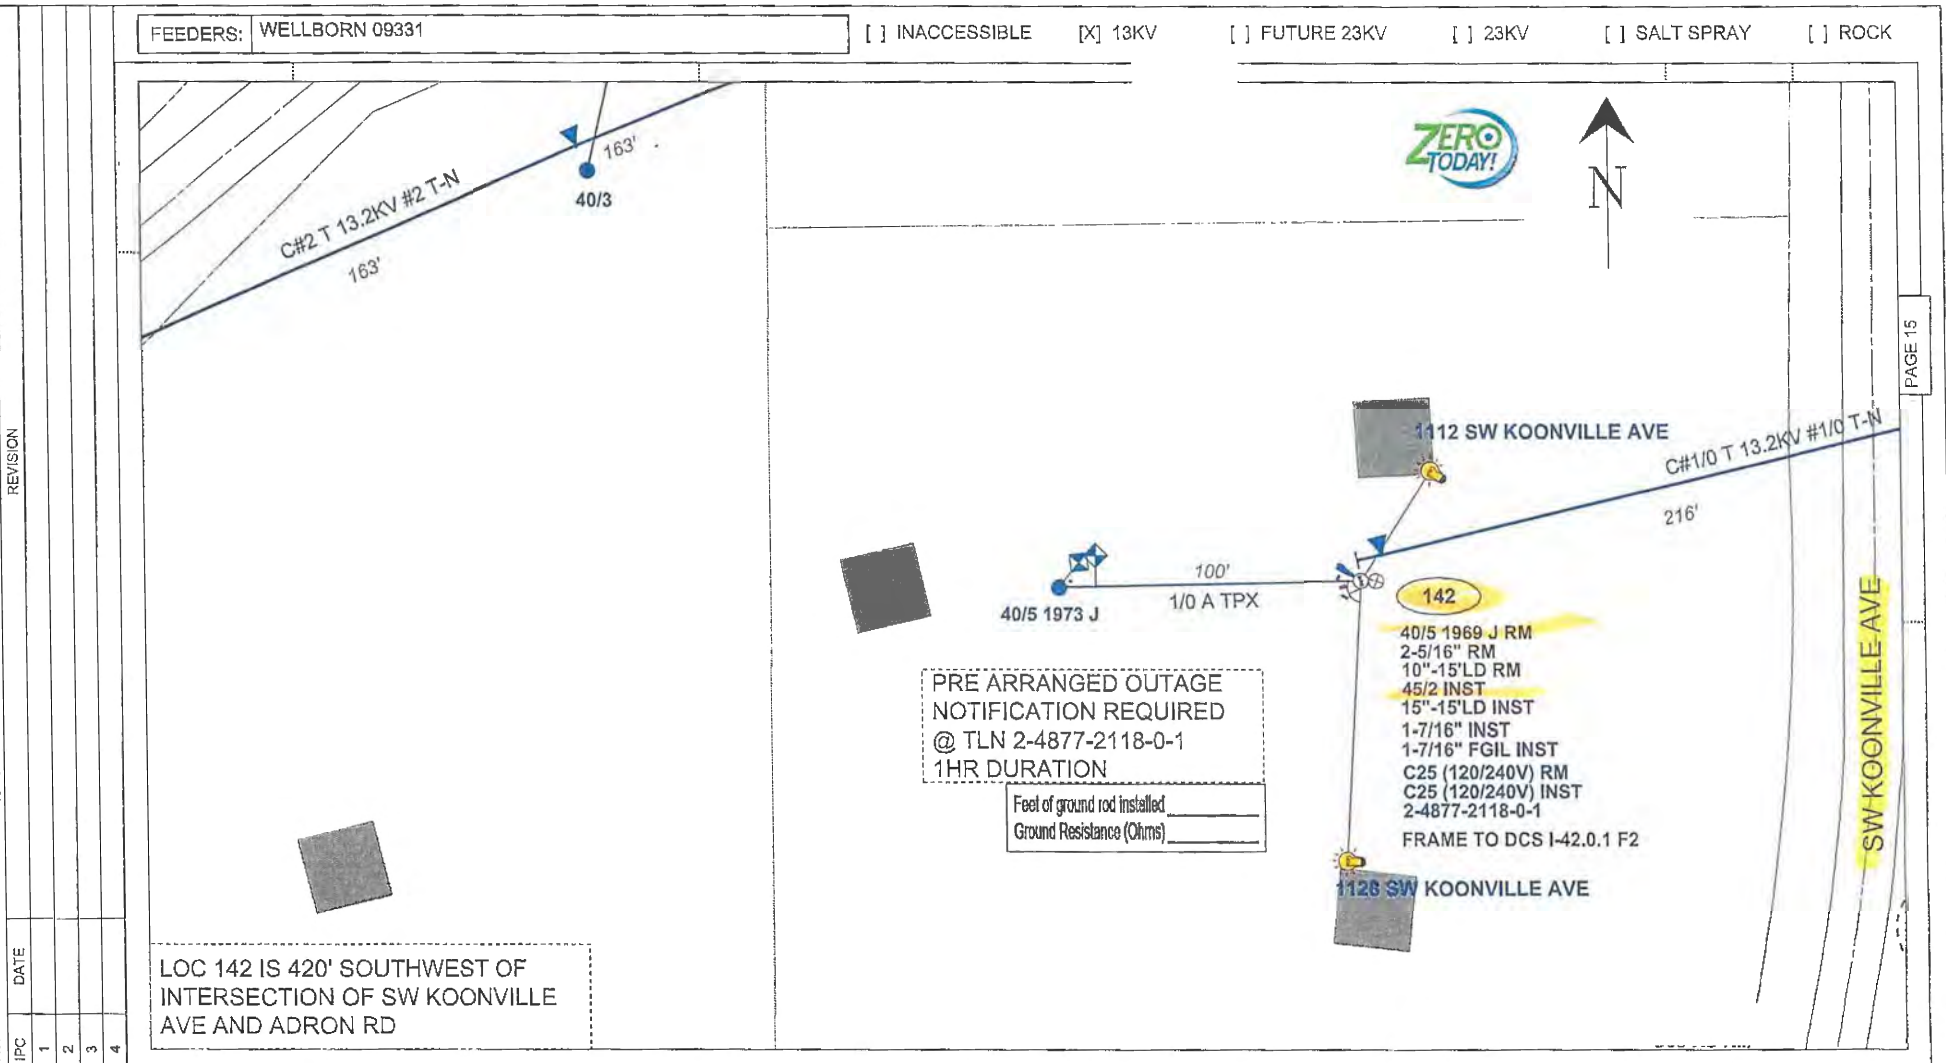 FEEDERS: WELLBORN 09331
[ ] INACCESSIBLE [X] 13KV [ ] FUTURE 23KV [ ] 23KV [ ] SALT SPRAY [ ] ROCK
ZERO
TODAY!
N
163'
40/3
C#2 T 13.2KV #2 T-N
163'
PAGE 15
REVISION
1112 SW KOONVILLE AVE
C#1/0 T 13.2KV #1/0 T-N
216'
100'
1/0 A TPX
40/5 1973 J
142
40/5 1969 J RM
2-5/16" RM
10"-15'LD RM
45/2 INST
15"-15'LD INST
1-7/16" INST
1-7/16" FGIL INST
C25 (120/240V) RM
C25 (120/240V) INST
2-4877-2118-0-1
FRAME TO DCS I-42.0.1 F2
SW KOONVILLE AVE
PRE ARRANGED OUTAGE
NOTIFICATION REQUIRED
@ TLN 2-4877-2118-0-1
1HR DURATION
Feet of ground rod installed
Ground Resistance (Ohms)
1128 SW KOONVILLE AVE
LOC 142 IS 420' SOUTHWEST OF
INTERSECTION OF SW KOONVILLE
AVE AND ADRON RD
DATE
IPC
1
2
3
4